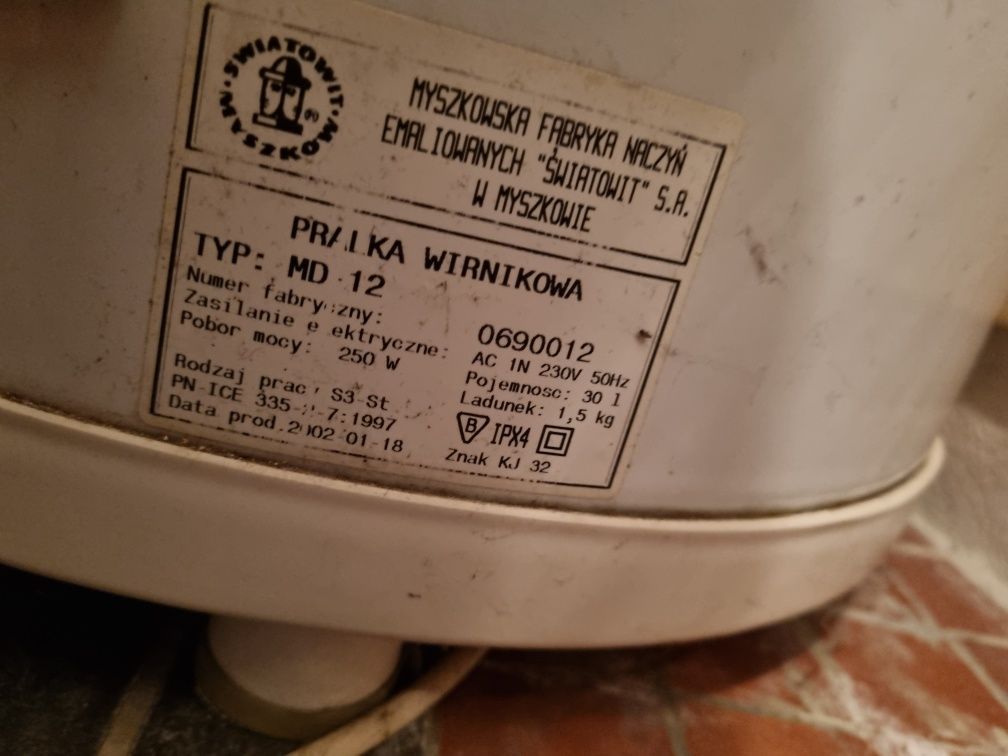 ŚWIATOWIT · MYSZKÓW ·
®
MYSZKOWSKA FABRYKA NACZYŃ
EMALIOWANYCH "ŚWIATOWIT" S.A.
W MYSZKOWIE
PRALKA WIRNIKOWA
TYP: MD 12
Numer fabryczny: 0690012
Zasilanie elektryczne: AC 1N 230V 50Hz
Pobor mocy: 250 W Pojemnosc: 30 l
Ladunek: 1,5 kg
Rodzaj pracy S3-St
PN-ICE 335- -7:1997
B IPX4
Data prod.2002-01-18 Znak KJ 32